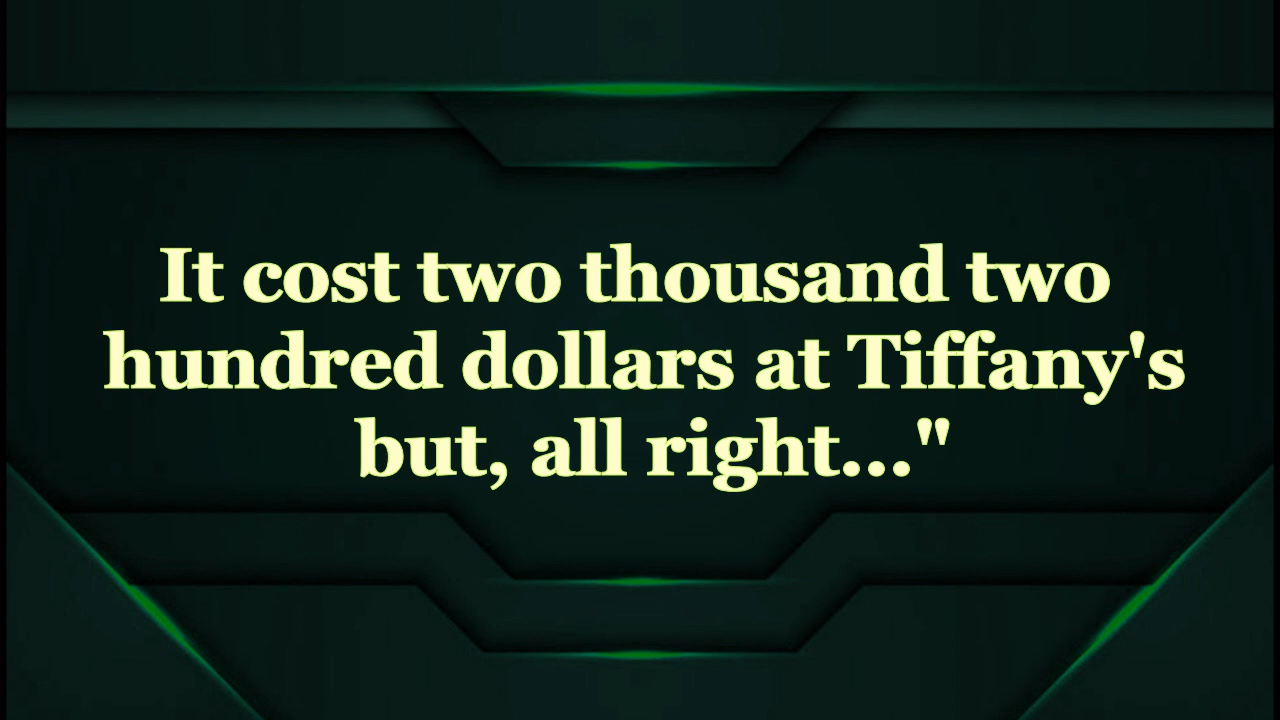 It cost two thousand two
hundred dollars at Tiffany's
but, all right..."